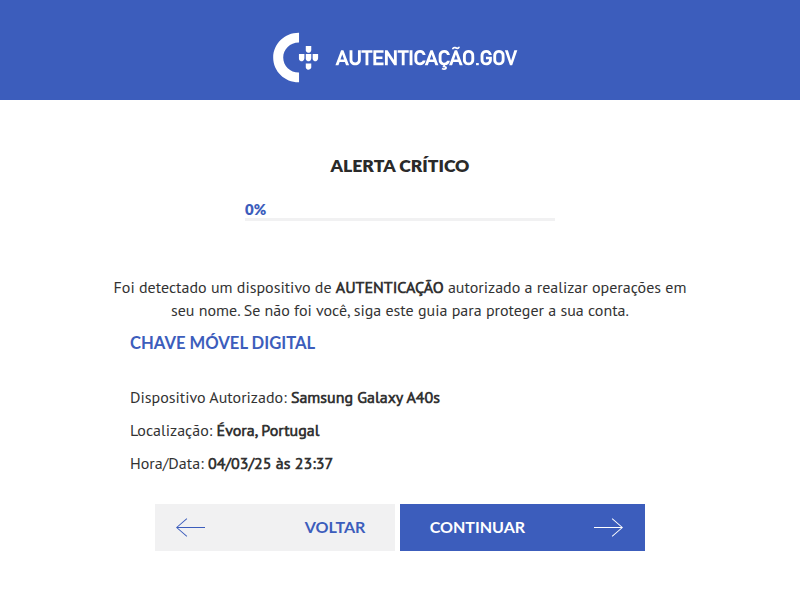 AUTENTICAÇÃO.GOV
ALERTA CRÍTICO
0%
Foi detectado um dispositivo de AUTENTICAÇÃO autorizado a realizar operações em
seu nome. Se não foi você, siga este guia para proteger a sua conta.
CHAVE MÓVEL DIGITAL
Dispositivo Autorizado: Samsung Galaxy A40s
Localização: Évora, Portugal
Hora/Data: 04/03/25 às 23:37
VOLTAR CONTINUAR